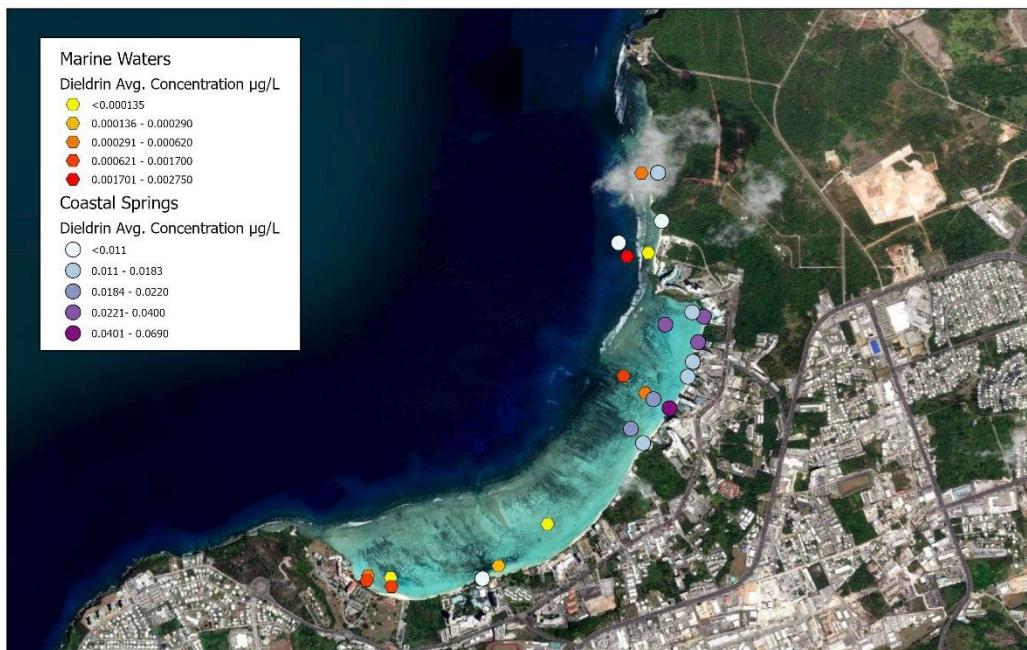 Marine Waters
Dieldrin Avg. Concentration µg/L
<0.000135
0.000136 - 0.000290
0.000291 - 0.000620
0.000621 - 0.001700
0.001701 - 0.002750
Coastal Springs
Dieldrin Avg. Concentration µg/L
<0.011
0.011 - 0.0183
0.0184 - 0.0220
0.0221- 0.0400
0.0401 - 0.0690